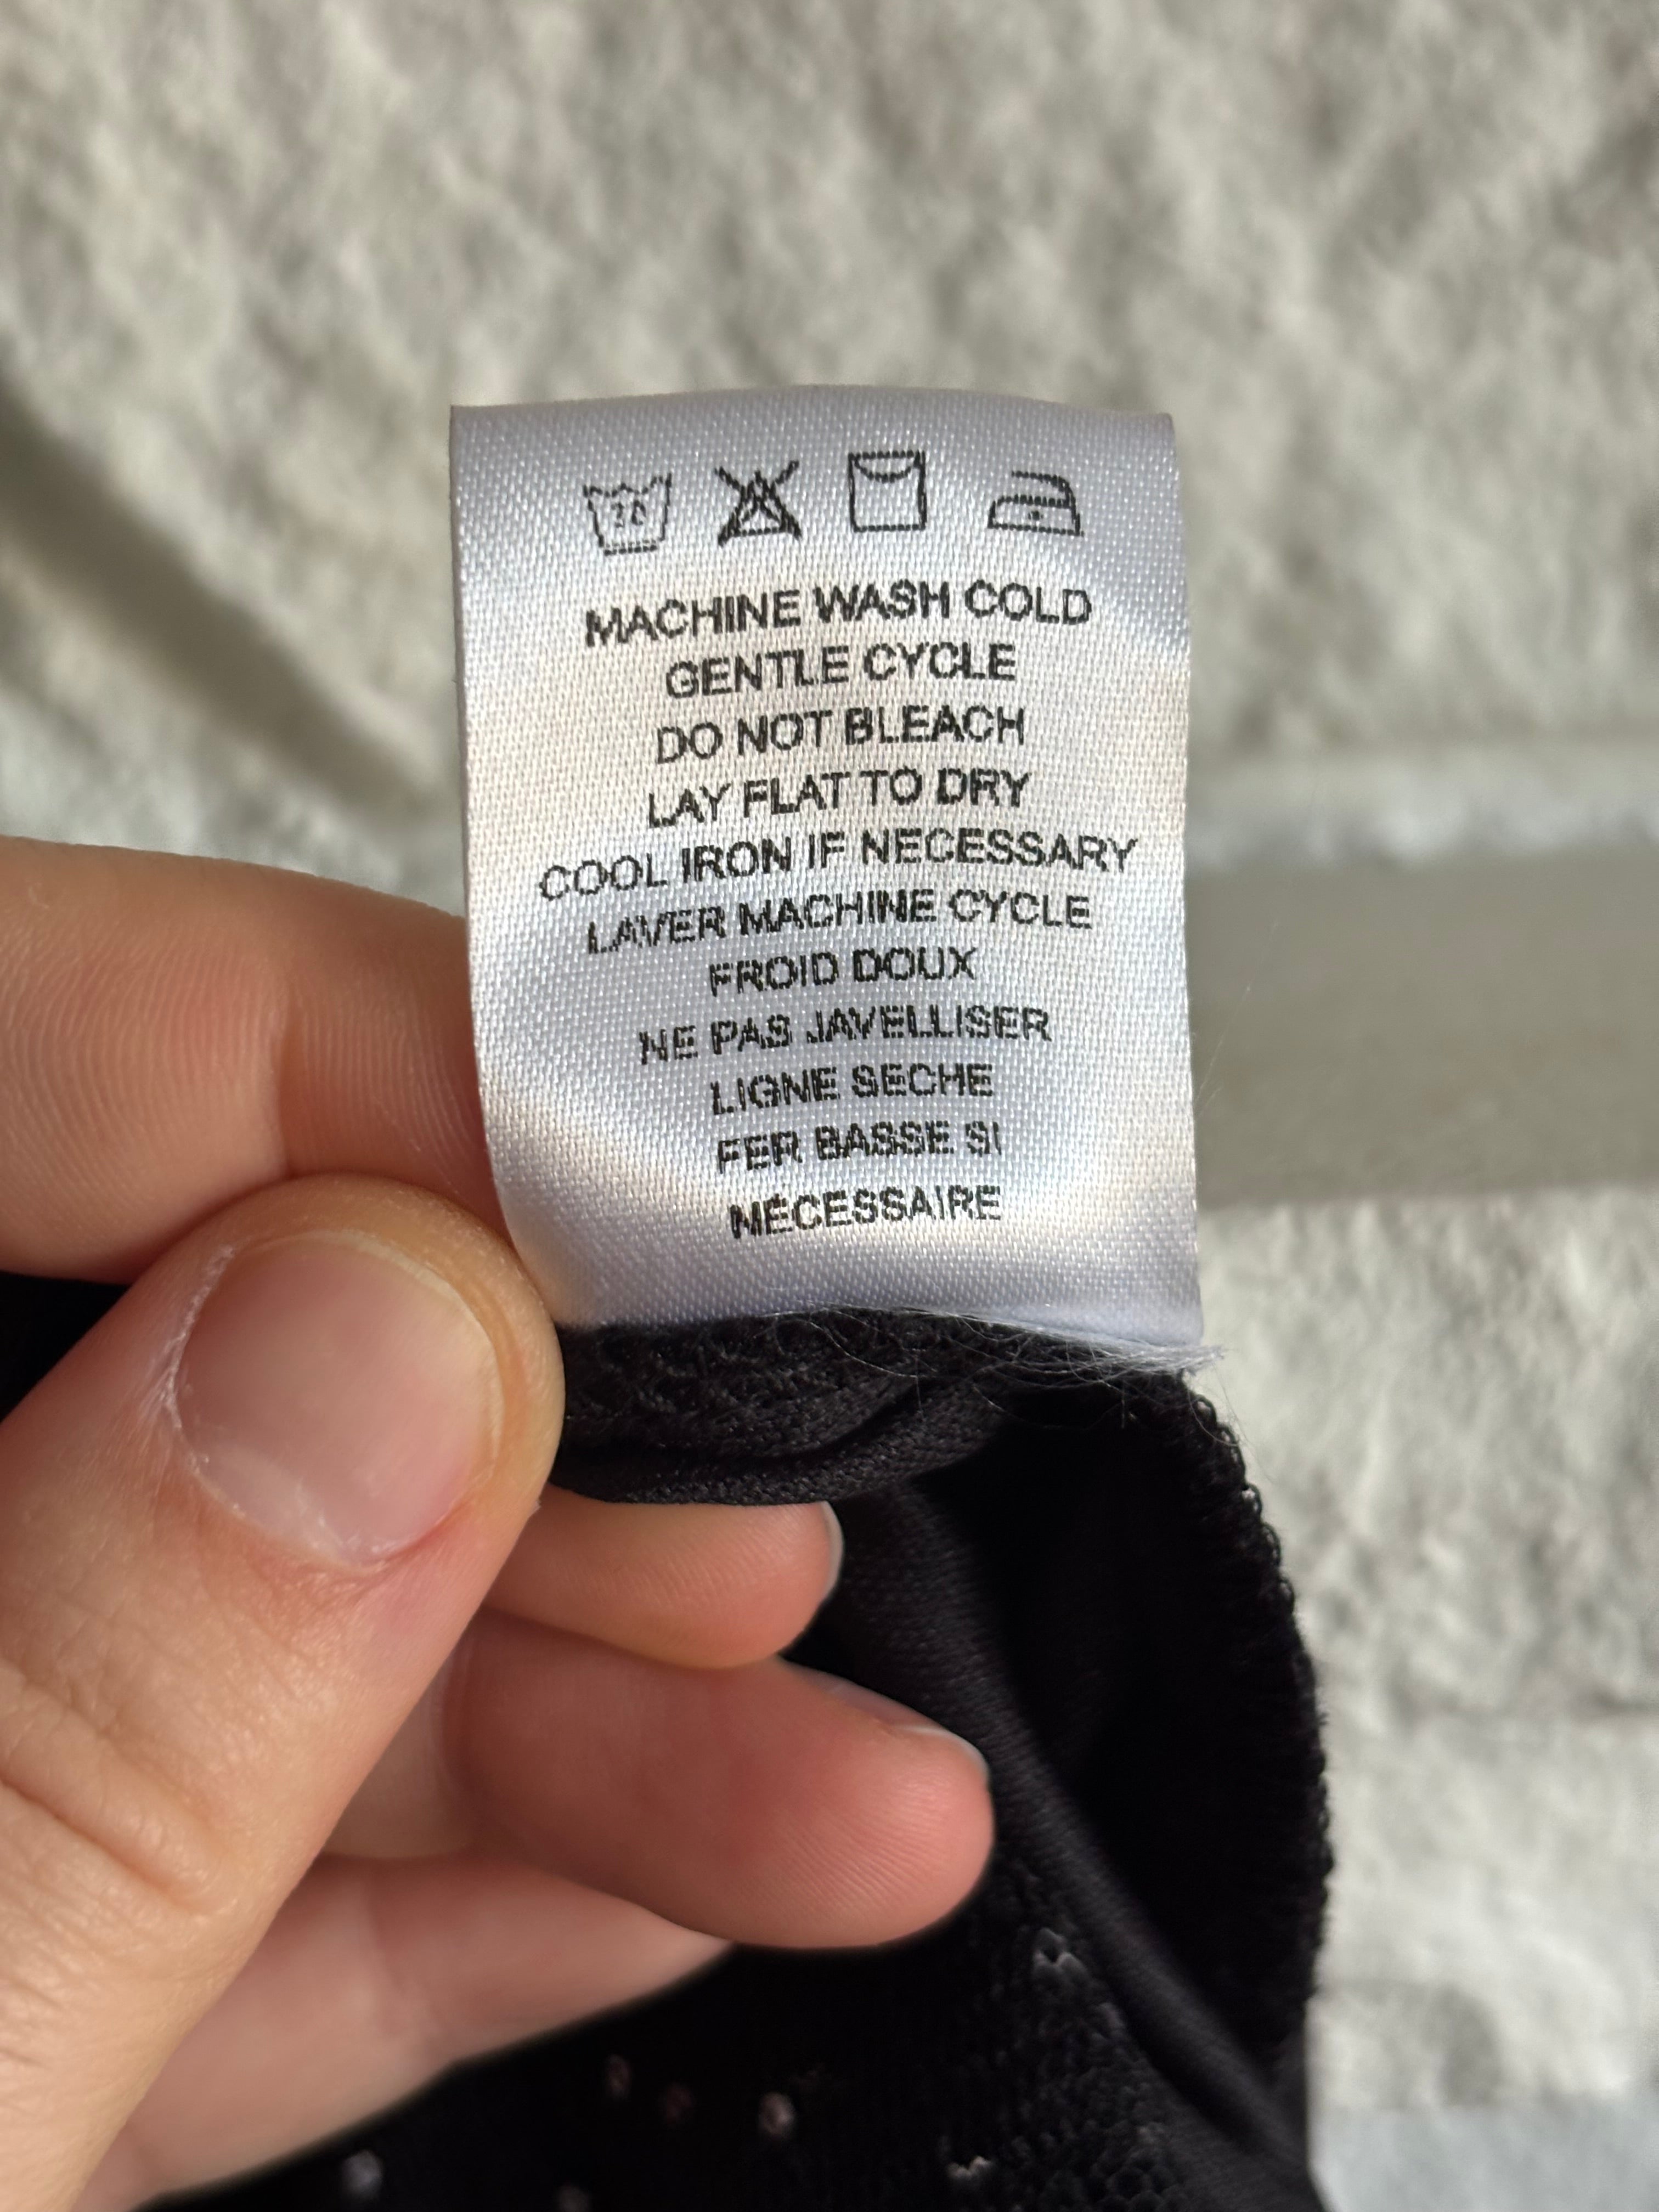 MACHINE WASH COLD
GENTLE CYCLE
DO NOT BLEACH
LAY FLAT TO DRY
COOL IRON IF NECESSARY
LAVER MACHINE CYCLE
FROID DOUX
NE PAS JAVELLISER
LIGNE SECHE
FER BASSE SI
NÉCESSAIRE